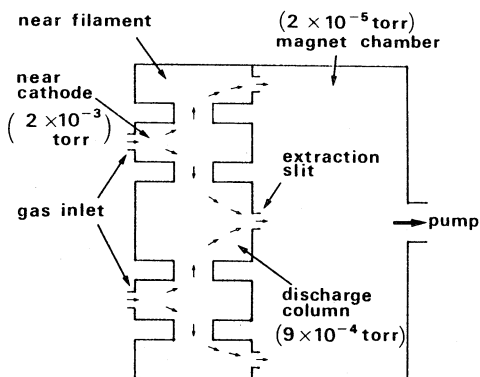 near filament
(2 ×10⁻⁵ torr)
magnet chamber
near
cathode
(2 ×10⁻³
torr)
extraction
slit
gas inlet
pump
discharge
column
(9×10⁻⁴ torr)